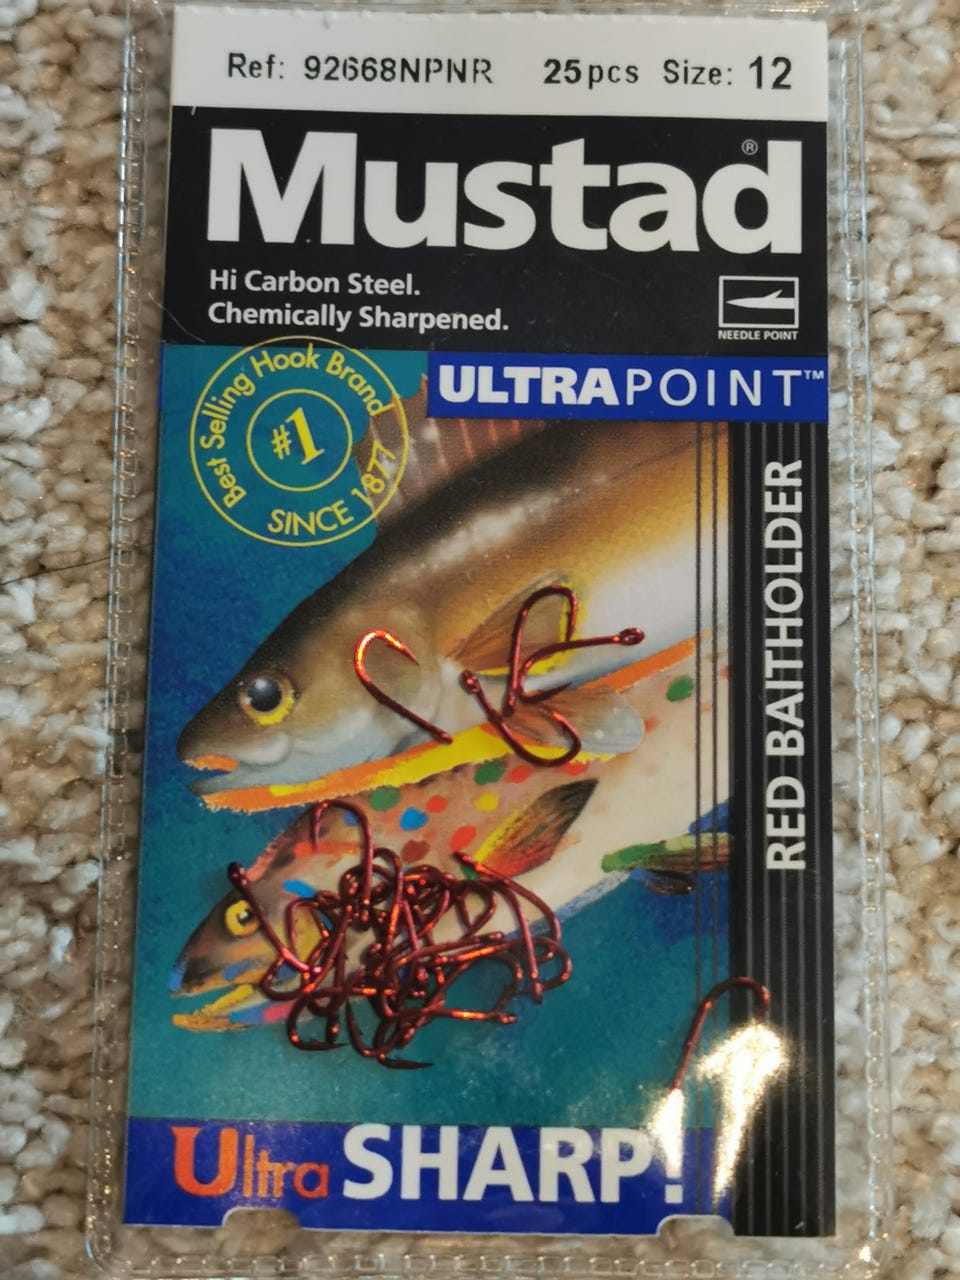 Ref: 92668NPNR 25pcs Size: 12
Mustad®
Hi Carbon Steel.
Chemically Sharpened.
NEEDLE POINT
Best Selling Hook Brand
#1
SINCE 1877
ULTRAPOINT™
RED BAITHOLDER
Ultra SHARP!